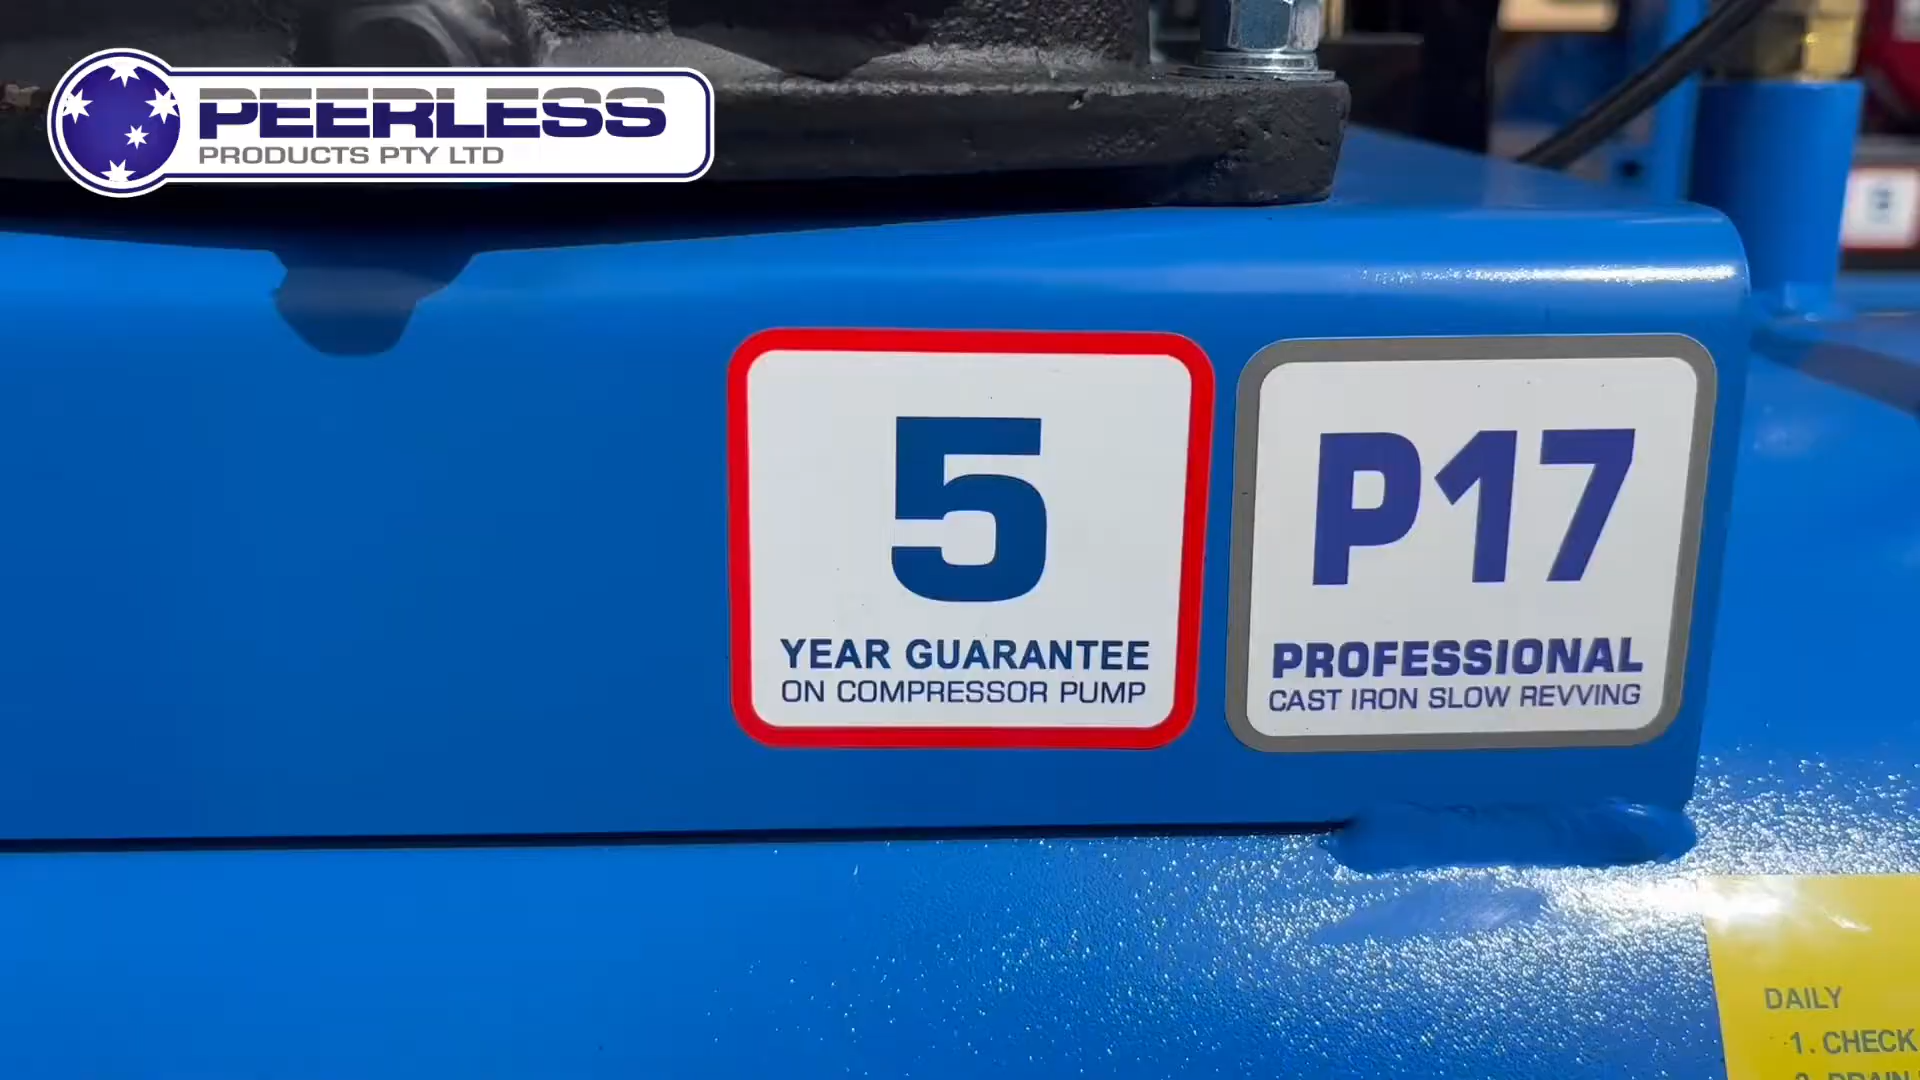 PEERLESS
PRODUCTS PTY LTD
5
YEAR GUARANTEE
ON COMPRESSOR PUMP
P17
PROFESSIONAL
CAST IRON SLOW REVVING
DAILY
1. CHECK